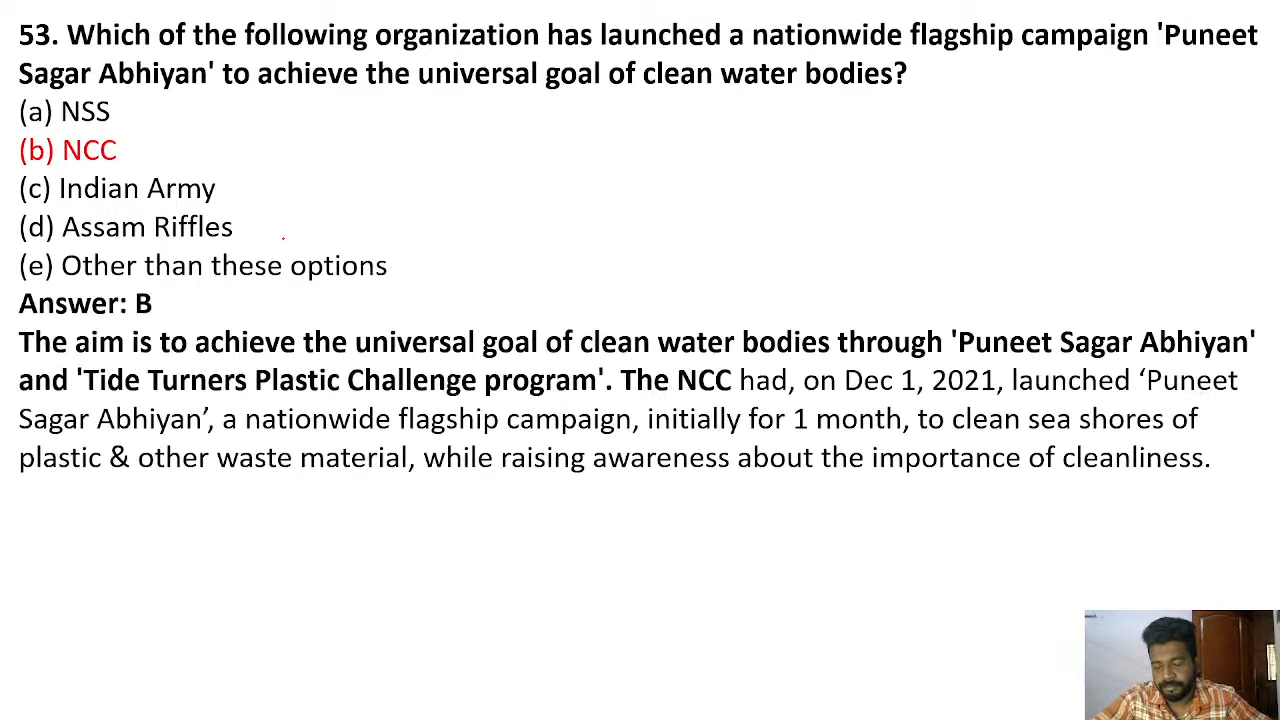 53. Which of the following organization has launched a nationwide flagship campaign 'Puneet
Sagar Abhiyan' to achieve the universal goal of clean water bodies?
(a) NSS
(b) NCC
(c) Indian Army
(d) Assam Riffles
(e) Other than these options
Answer: B
The aim is to achieve the universal goal of clean water bodies through 'Puneet Sagar Abhiyan'
and 'Tide Turners Plastic Challenge program'. The NCC had, on Dec 1, 2021, launched ‘Puneet
Sagar Abhiyan’, a nationwide flagship campaign, initially for 1 month, to clean sea shores of
plastic & other waste material, while raising awareness about the importance of cleanliness.